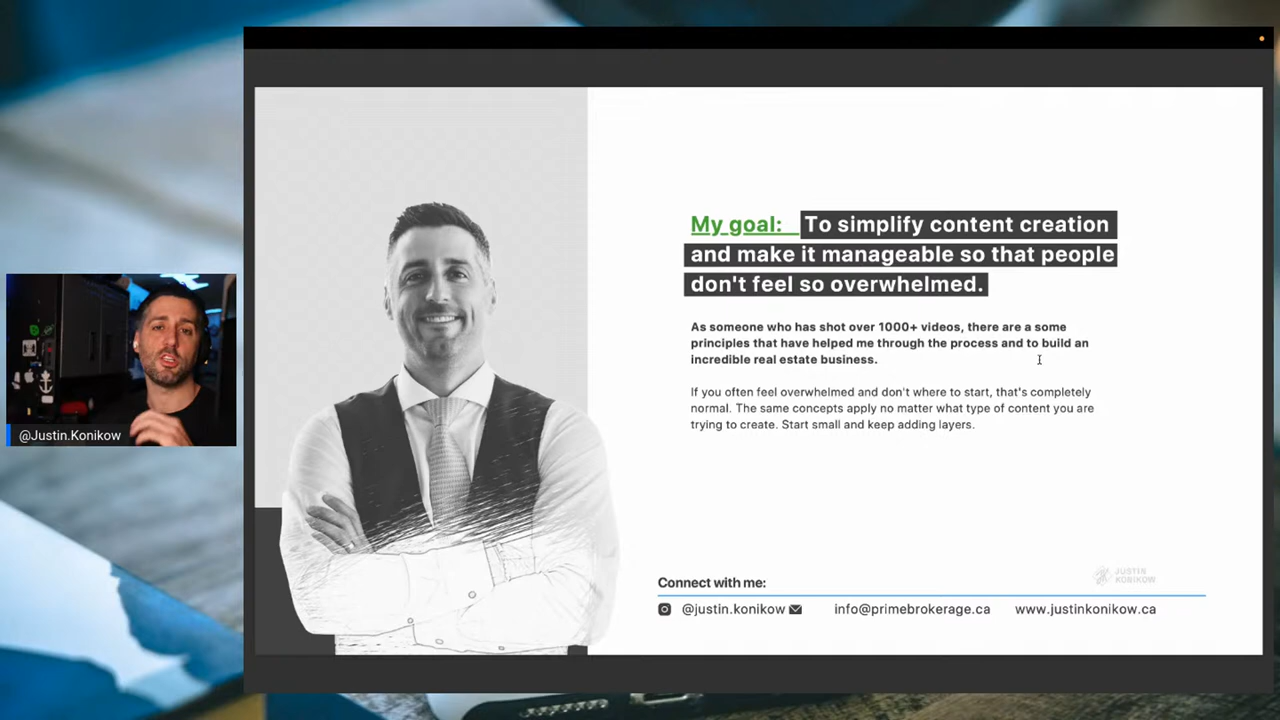 My goal: To simplify content creation
and make it manageable so that people
don't feel so overwhelmed.
As someone who has shot over 1000+ videos, there are a some
principles that have helped me through the process and to build an
incredible real estate business.
If you often feel overwhelmed and don't where to start, that's completely
normal. The same concepts apply no matter what type of content you are
trying to create. Start small and keep adding layers.
@Justin.Konikow
JUSTIN
KONIKOW
Connect with me:
@justin.konikow info@primebrokerage.ca www.justinkonikow.ca